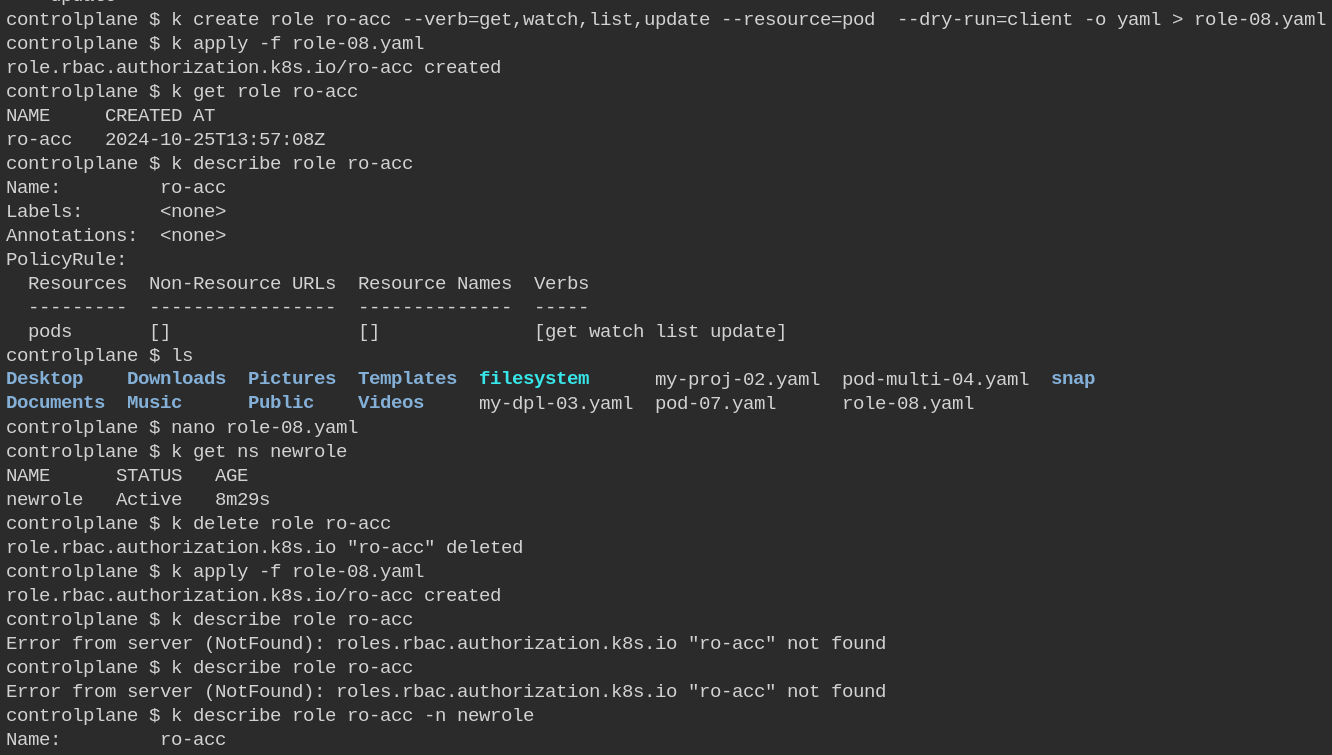 controlplane $ k create role ro-acc --verb=get,watch,list,update --resource=pod  --dry-run=client -o yaml > role-08.yaml
controlplane $ k apply -f role-08.yaml
role.rbac.authorization.k8s.io/ro-acc created
controlplane $ k get role ro-acc
NAME     CREATED AT
ro-acc   2024-10-25T13:57:08Z
controlplane $ k describe role ro-acc
Name:         ro-acc
Labels:       <none>
Annotations:  <none>
PolicyRule:
  Resources  Non-Resource URLs  Resource Names  Verbs
  ---------  -----------------  --------------  -----
  pods       []                 []              [get watch list update]
controlplane $ ls
Desktop    Downloads  Pictures  Templates  filesystem      my-proj-02.yaml  pod-multi-04.yaml  snap
Documents  Music      Public    Videos     my-dpl-03.yaml  pod-07.yaml      role-08.yaml
controlplane $ nano role-08.yaml
controlplane $ k get ns newrole
NAME      STATUS   AGE
newrole   Active   8m29s
controlplane $ k delete role ro-acc
role.rbac.authorization.k8s.io "ro-acc" deleted
controlplane $ k apply -f role-08.yaml
role.rbac.authorization.k8s.io/ro-acc created
controlplane $ k describe role ro-acc
Error from server (NotFound): roles.rbac.authorization.k8s.io "ro-acc" not found
controlplane $ k describe role ro-acc
Error from server (NotFound): roles.rbac.authorization.k8s.io "ro-acc" not found
controlplane $ k describe role ro-acc -n newrole
Name:         ro-acc